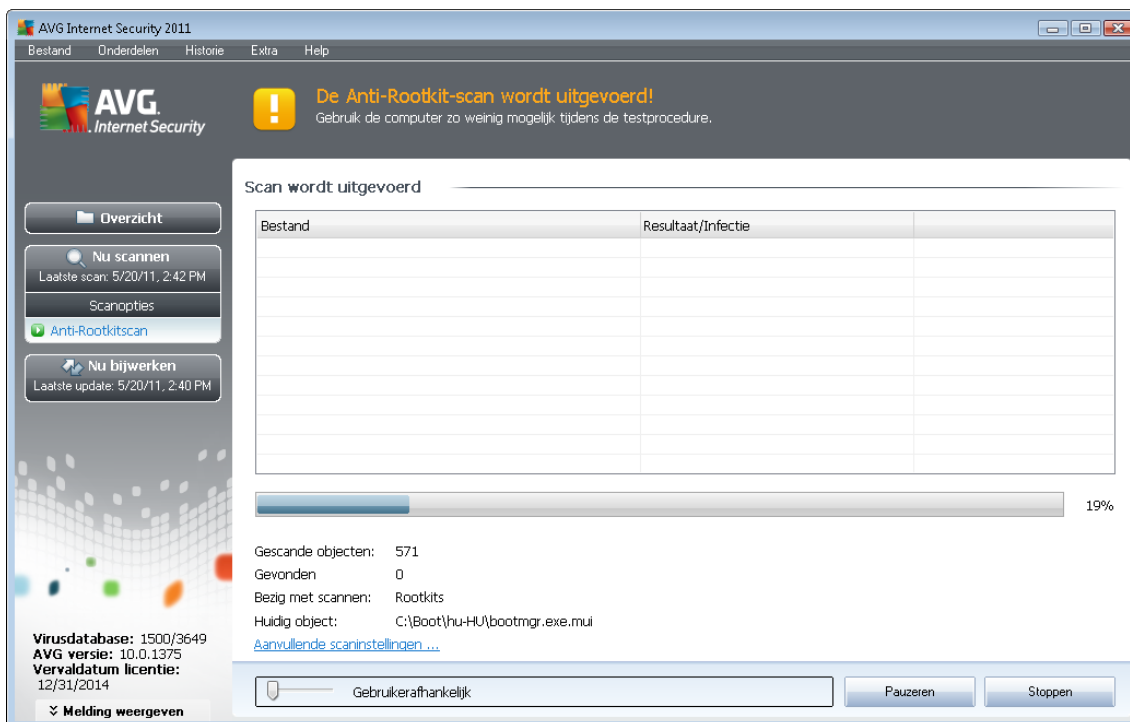 AVG Internet Security 2011
Bestand Onderdelen Historie Extra Help
AVG.
Internet Security
De Anti-Rootkit-scan wordt uitgevoerd!
Gebruik de computer zo weinig mogelijk tijdens de testprocedure.
Overzicht
Nu scannen
Laatste scan: 5/20/11, 2:42 PM
Scanopties
Anti-Rootkitscan
Nu bijwerken
Laatste update: 5/20/11, 2:40 PM
Virusdatabase: 1500/3649
AVG versie: 10.0.1375
Vervaldatum licentie:
12/31/2014
Melding weergeven
Scan wordt uitgevoerd
Bestand Resultaat/Infectie
19%
Gescande objecten: 571
Gevonden 0
Bezig met scannen: Rootkits
Huidig object: C:\Boot\hu-HU\bootmgr.exe.mui
Aanvullende scaninstellingen ...
Gebruikerafhankelijk
Pauzeren
Stoppen